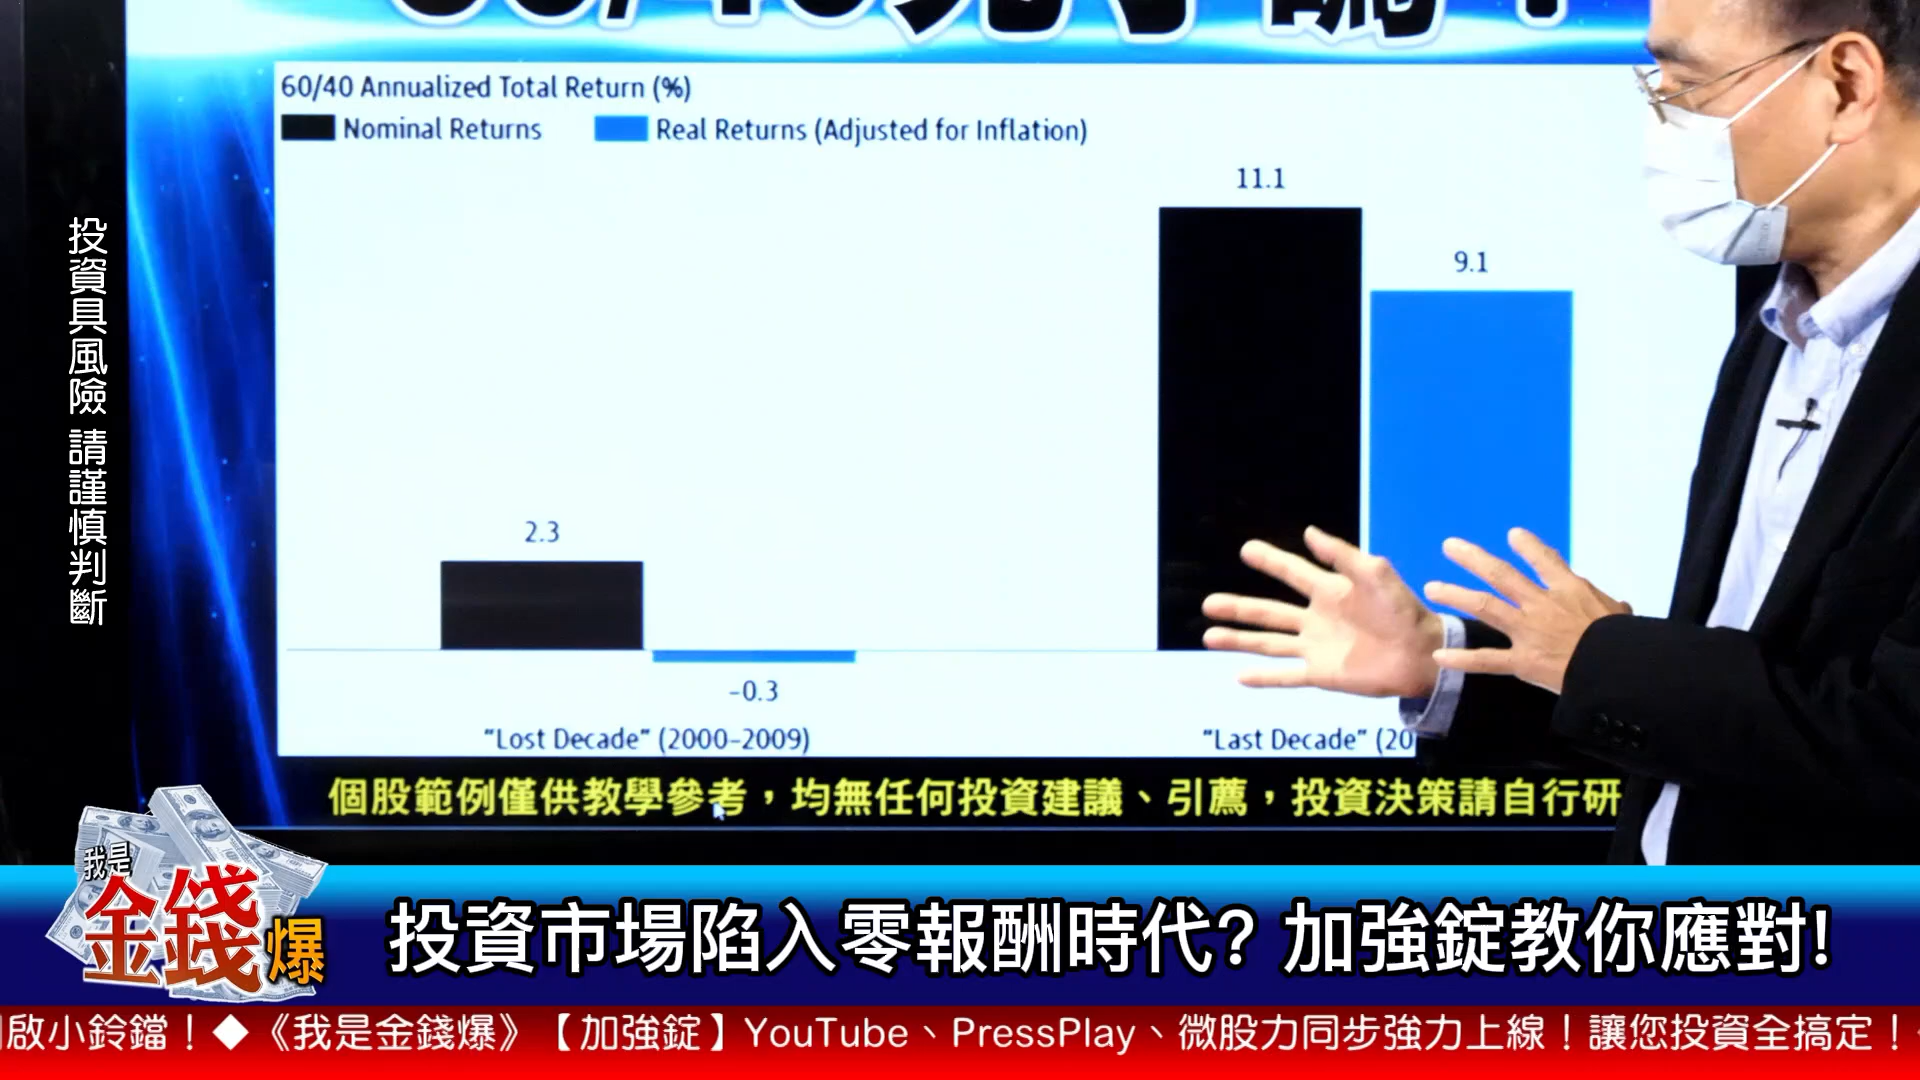 60/40
60/40 Annualized Total Return (%)
Nominal Returns
Real Returns (Adjusted for Inflation)
11.1
9.1
2.3
-0.3
“Lost Decade” (2000-2009)
“Last Decade” (20
投資具風險 請謹慎判斷
個股範例僅供教學參考，均無任何投資建議、引薦，投資決策請自行研
我是
金錢爆
投資市場陷入零報酬時代? 加強錠教你應對!
啟小鈴鐺！◆《我是金錢爆》【加強錠】YouTube、PressPlay、微股力同步強力上線！讓您投資全搞定！